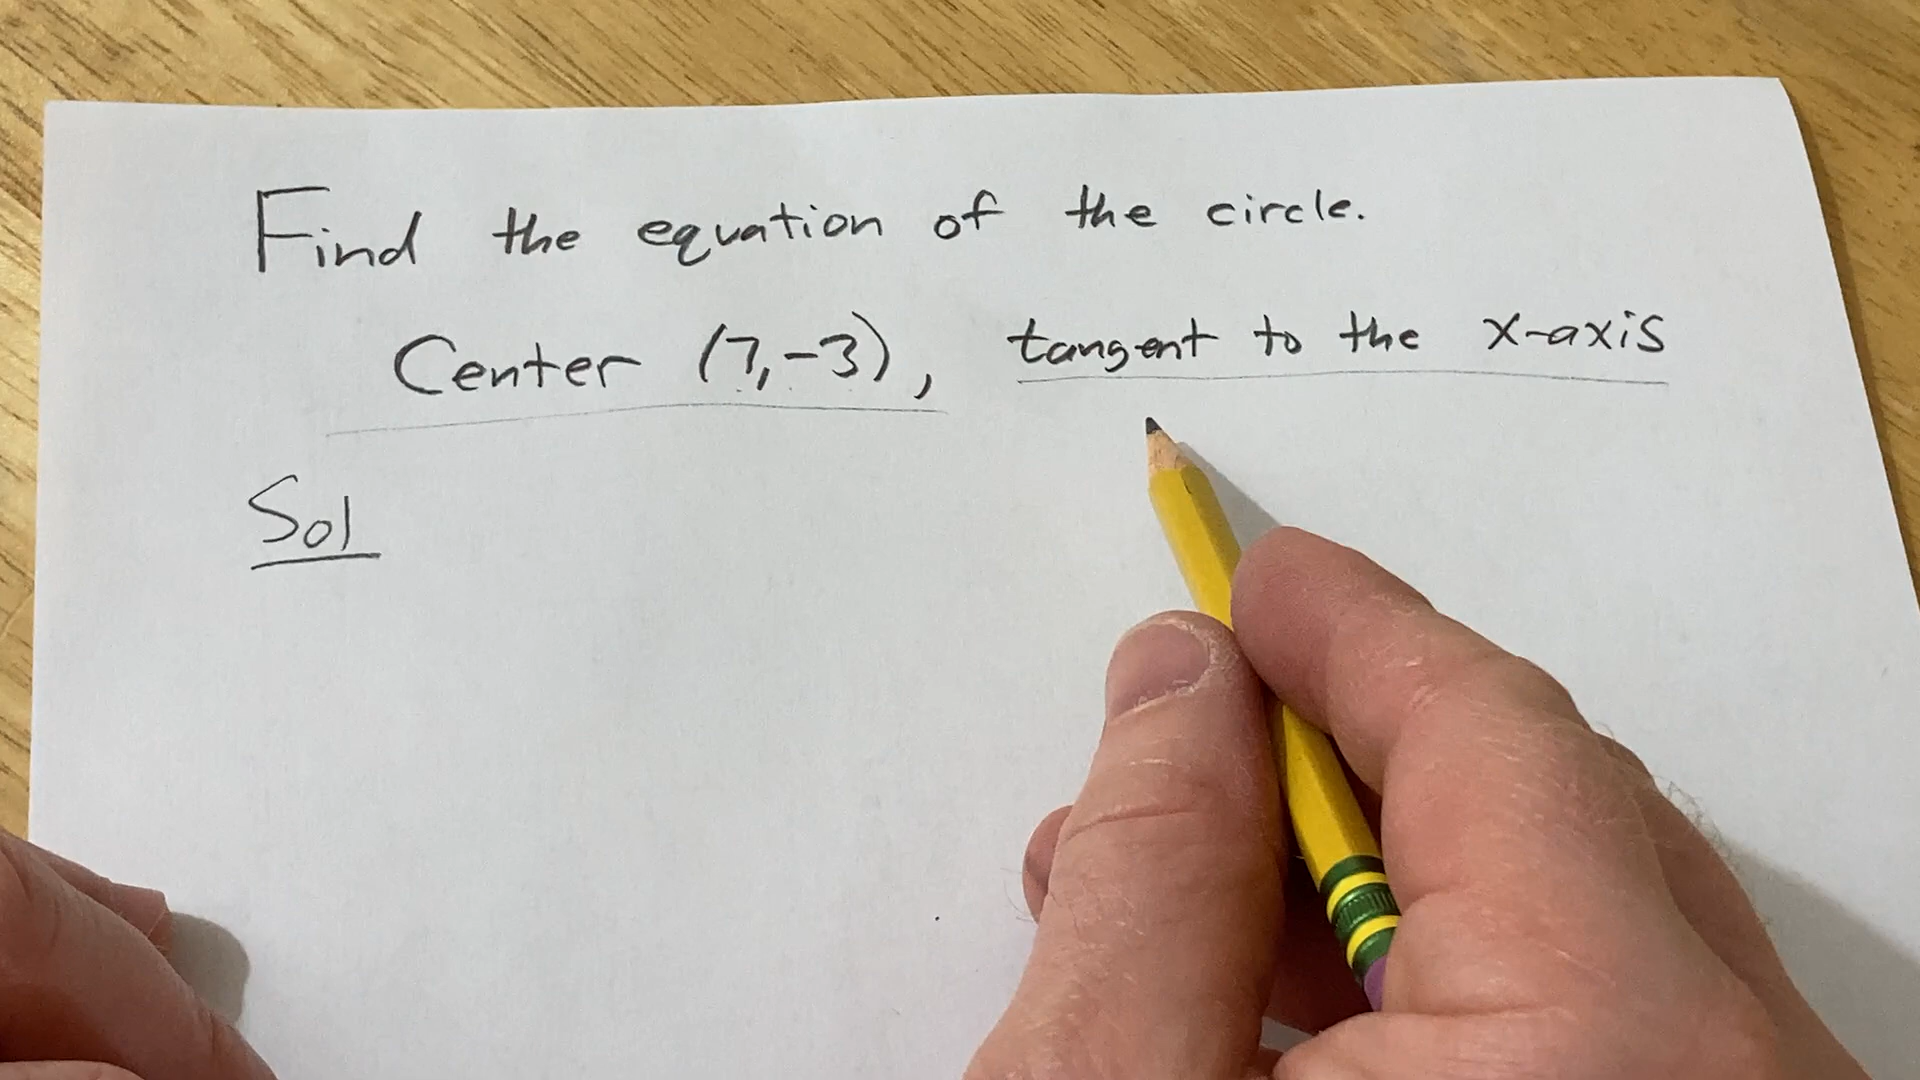 Find the equation of the circle.
Center (7,-3), tangent to the x-axis
Sol